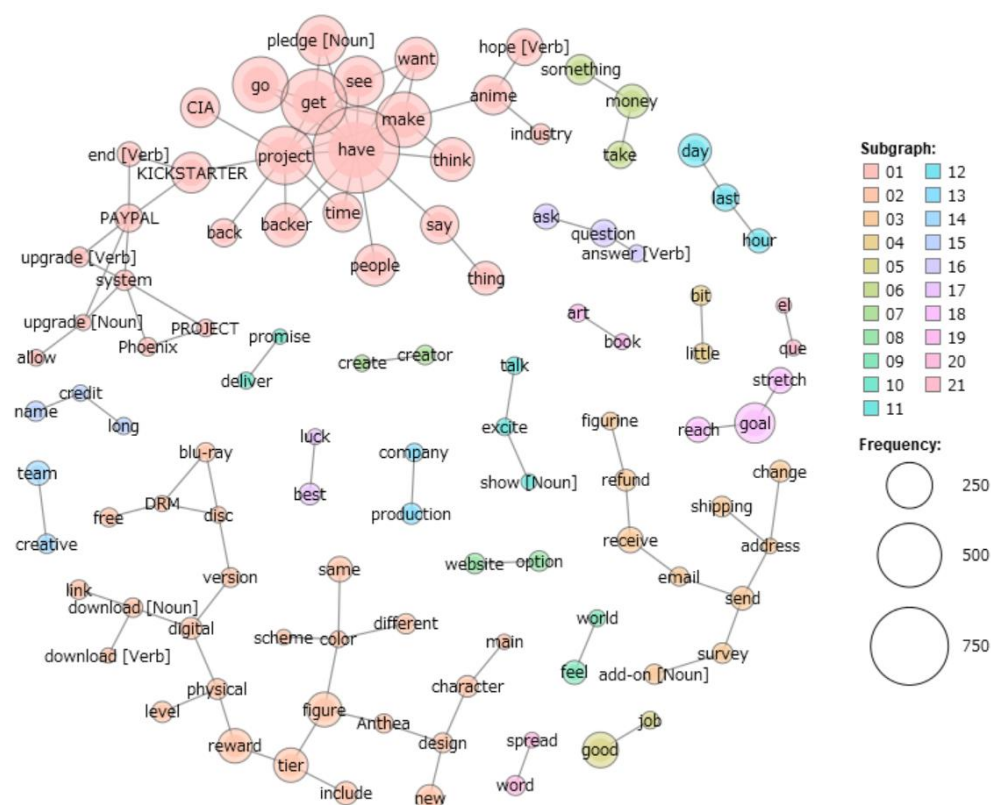 pledge [Noun]
hope [Verb]
want
something
go
see
get
anime
money
CIA
make
industry
end [Verb]
project
have
think
take
day
KICKSTARTER
last
PAYPAL
back
backer
time
say
ask
question
hour
answer [Verb]
upgrade [Verb]
people
thing
system
bit
el
upgrade [Noun]
PROJECT
art
Phoenix
promise
book
little
que
allow
create
creator
talk
stretch
deliver
credit
name
long
excite
figurine
reach
goal
luck
blu-ray
company
team
change
refund
show [Noun]
best
DRM
shipping
free
disc
production
creative
receive
address
website
option
same
version
email
link
download [Noun]
send
digital
world
scheme
color
different
main
download [Verb]
survey
feel
add-on [Noun]
physical
character
level
figure
Anthea
job
reward
design
spread
good
tier
word
include
new
Subgraph:
01 12
02 13
03 14
04 15
05 16
06 17
07 18
08 19
09 20
10 21
11
Frequency:
250
500
750